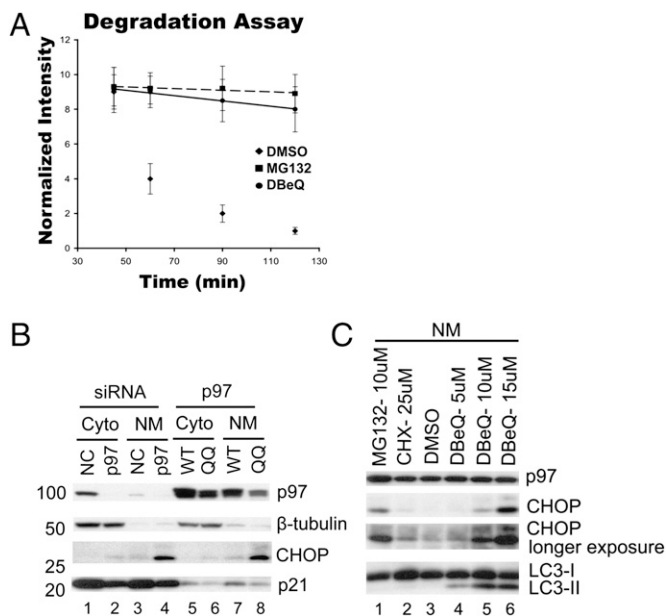 A
Degradation Assay
Normalized Intensity
12
10
8
6
4
2
0
DMSO
MG132
DBeQ
30 50 70 90 110 130
Time (min)
B
siRNA p97
Cyto NM Cyto NM
NC p97 NC p97 WT QQ WT QQ
100 p97
50 β-tubulin
CHOP
25
20 p21
1 2 3 4 5 6 7 8
C
NM
MG132- 10uM
CHX- 25uM
DMSO
DBeQ- 5uM
DBeQ- 10uM
DBeQ- 15uM
p97
CHOP
CHOP
longer exposure
LC3-I
LC3-II
1 2 3 4 5 6